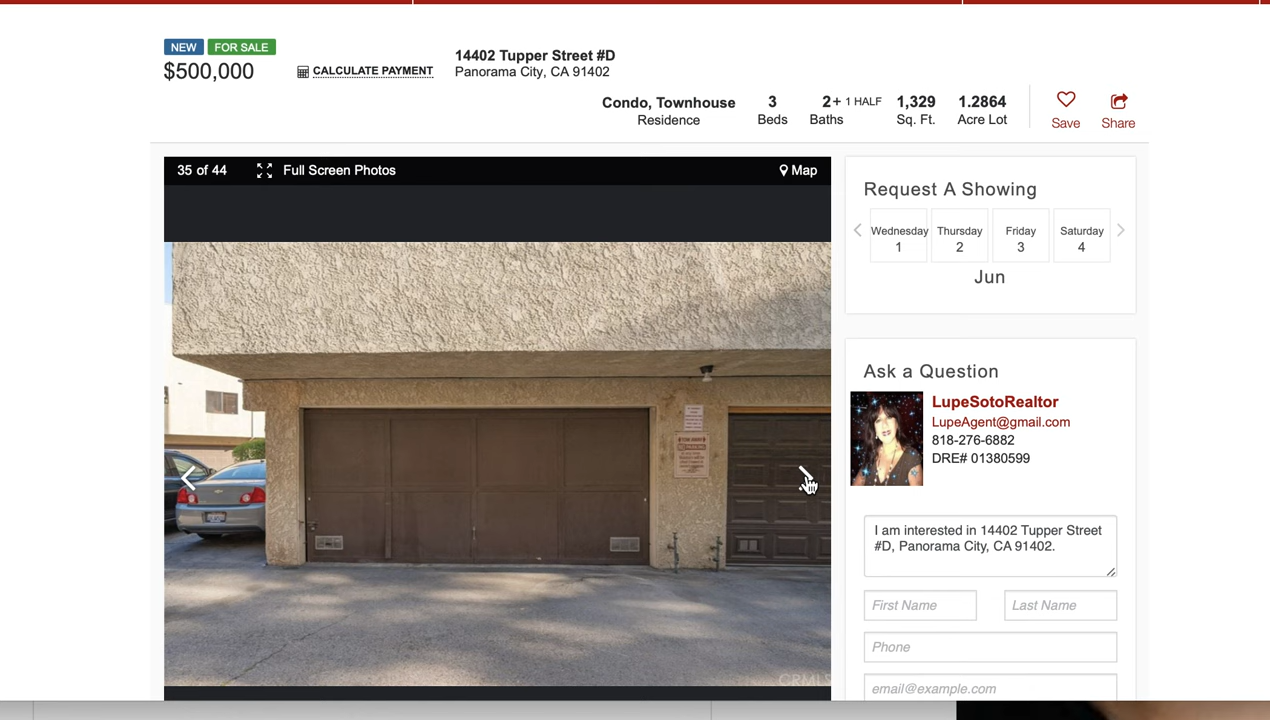 NEW FOR SALE
$500,000
CALCULATE PAYMENT
14402 Tupper Street #D
Panorama City, CA 91402
Condo, Townhouse
Residence
3
Beds
2+ 1 HALF
Baths
1,329
Sq. Ft.
1.2864
Acre Lot
Save
Share
35 of 44
Full Screen Photos
Map
Request A Showing
Wednesday
1
Thursday
2
Friday
3
Saturday
4
Jun
Ask a Question
LupeSotoRealtor
LupeAgent@gmail.com
818-276-6882
DRE# 01380599
I am interested in 14402 Tupper Street
#D, Panorama City, CA 91402.
First Name
Last Name
Phone
email@example.com
CRMLS